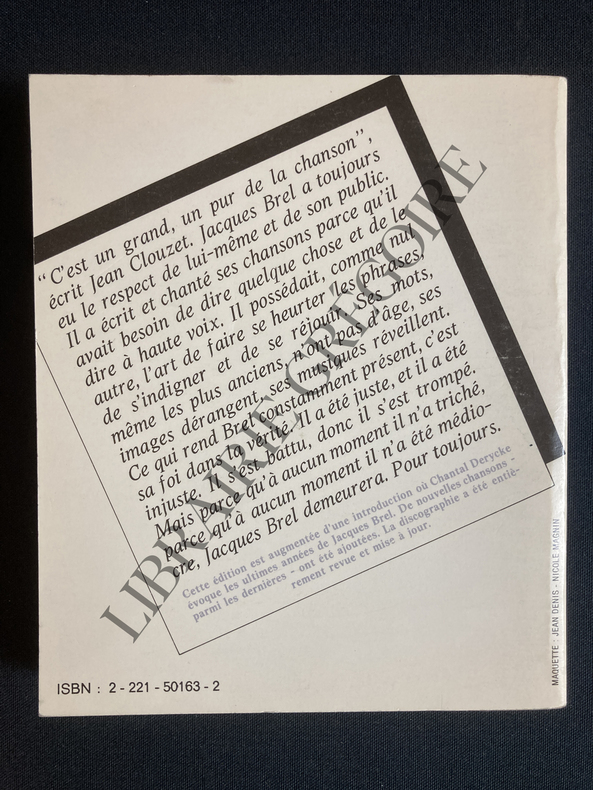 “C'est un grand, un pur de la chanson”,
écrit Jean Clouzet. Jacques Brel a toujours
eu le respect de lui-même et de son public.
Il a écrit et chanté ses chansons parce qu'il
avait besoin de dire quelque chose et de le
dire à haute voix. Il possédait, comme nul
autre, l'art de faire se heurter les phrases,
de s'indigner et de se réjouir. Ses mots,
même les plus anciens, n'ont pas d'âge, ses
images dérangent, ses musiques réveillent.
Ce qui rend Brel constamment présent, c'est
sa foi dans la vérité. Il a été juste, et il a été
injuste. Il s'est battu, donc il s'est trompé.
Mais parce qu'à aucun moment il n'a triché,
parce qu'à aucun moment il n'a été médio-
cre, Jacques Brel demeurera. Pour toujours.
Cette édition est augmentée d'une introduction où Chantal Derycke
évoque les ultimes années de Jacques Brel. De nouvelles chansons -
parmi les dernières - ont été ajoutées. La discographie a été entiè-
rement revue et mise à jour.
LIBRAIRIE GRÉGOIRE
ISBN : 2 - 221 - 50163 - 2
MAQUETTE : JEAN DENIS - NICOLE MAGNIN